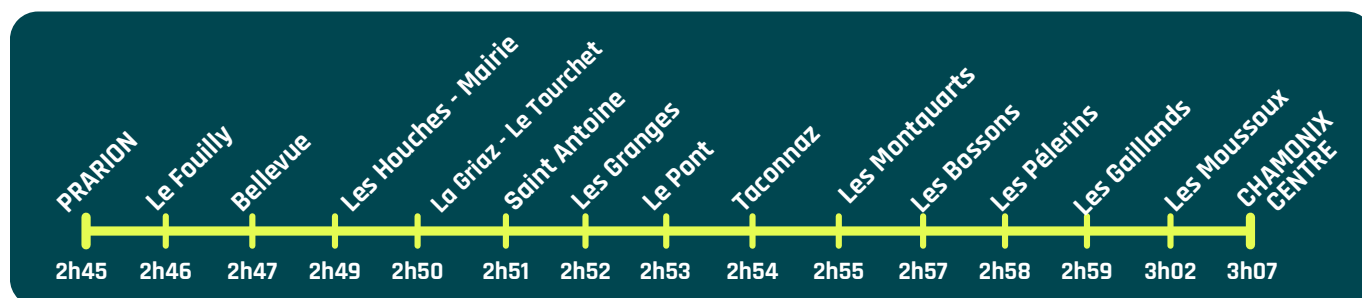 PRARION
Le Fouilly
Bellevue
Les Houches - Mairie
La Griaz - Le Tourchet
Saint Antoine
Les Granges
Le Pont
Taconnaz
Les Montquarts
Les Bossons
Les Pélerins
Les Gaillands
Les Moussoux
CHAMONIX
CENTRE
2h45 2h46 2h47 2h49 2h50 2h51 2h52 2h53 2h54 2h55 2h57 2h58 2h59 3h02 3h07